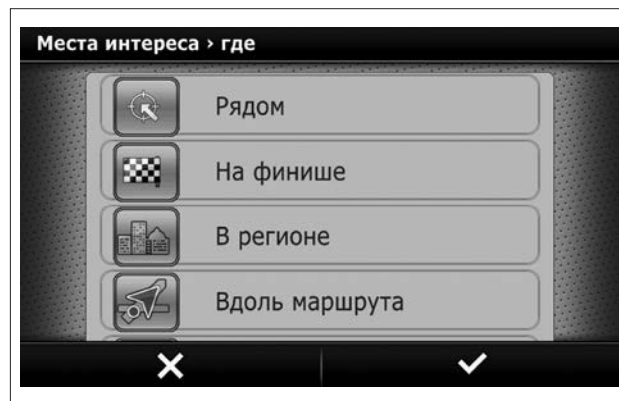 Места интереса › где
Рядом
На финише
В регионе
Вдоль маршрута